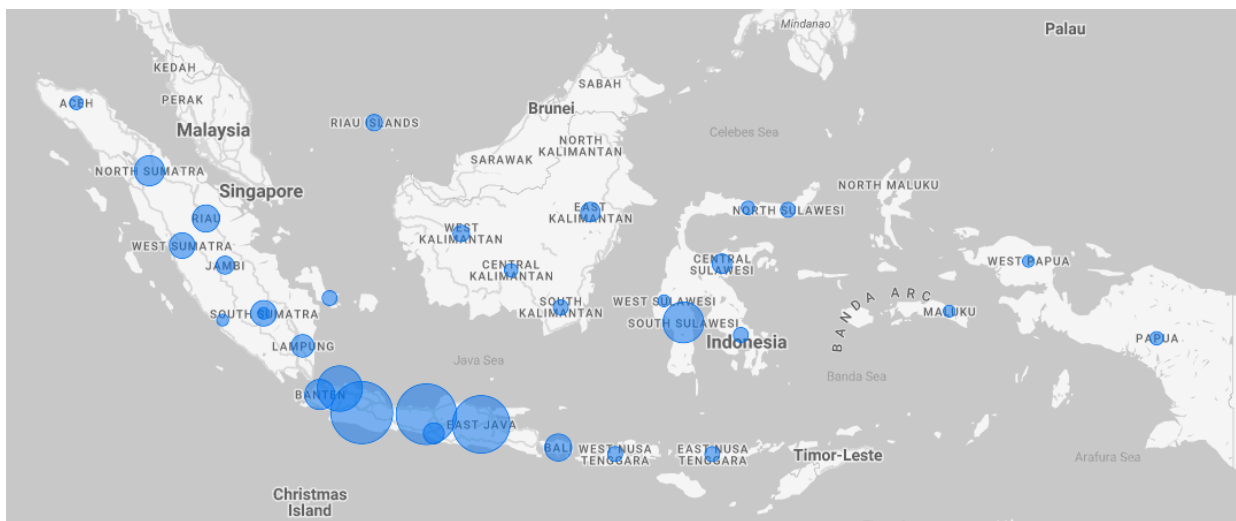 Mindanao
Palau
KEDAH
SABAH
PERAK
ACEH
Brunei
RIAU ISLANDS
Malaysia
Celebes Sea
NORTH
KALIMANTAN
SARAWAK
NORTH SUMATRA
Singapore
NORTH MALUKU
RIAU
EAST
KALIMANTAN
NORTH SULAWESI
WEST
KALIMANTAN
WEST SUMATRA
JAMBI
CENTRAL
KALIMANTAN
CENTRAL
SULAWESI
WEST PAPUA
SOUTH SUMATRA
SOUTH
KALIMANTAN
WEST SULAWESI
BANDA ARC
MALUKU
SOUTH SULAWESI
Indonesia
PAPUA
LAMPUNG
Java Sea
Banda Sea
BANTEN
EAST JAVA
BALI
WEST NUSA
TENGGARA
EAST NUSA
TENGGARA
Timor-Leste
Arafura Sea
Christmas
Island